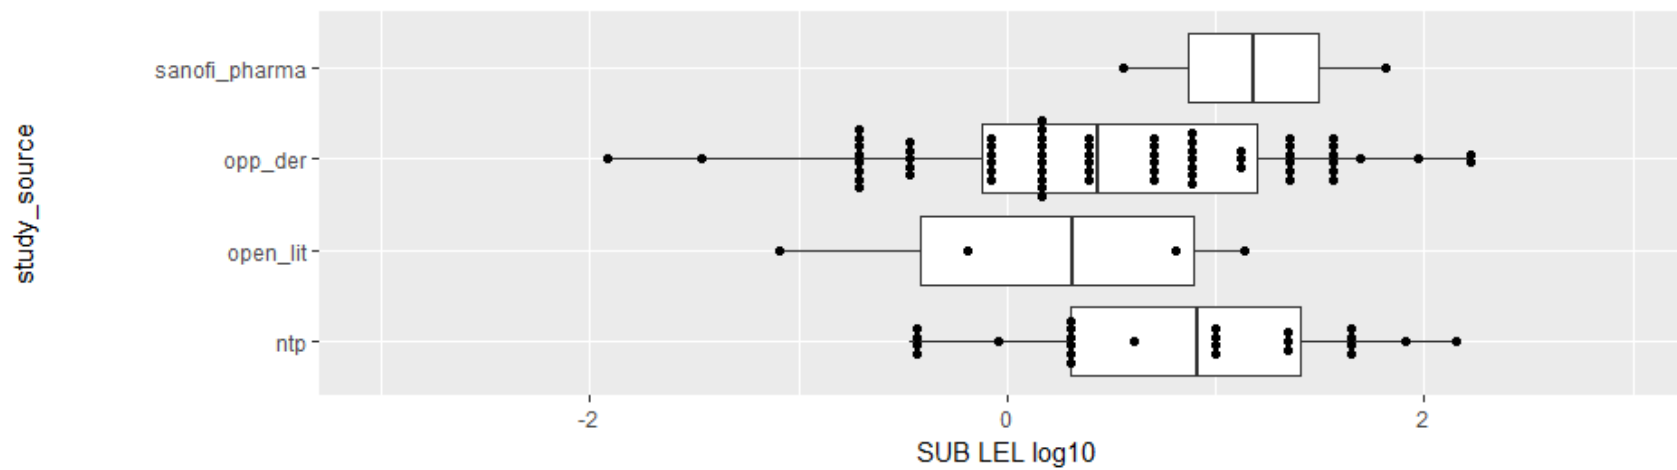 study_source
sanofi_pharma
opp_der
open_lit
ntp
-2 0 2
SUB LEL log10